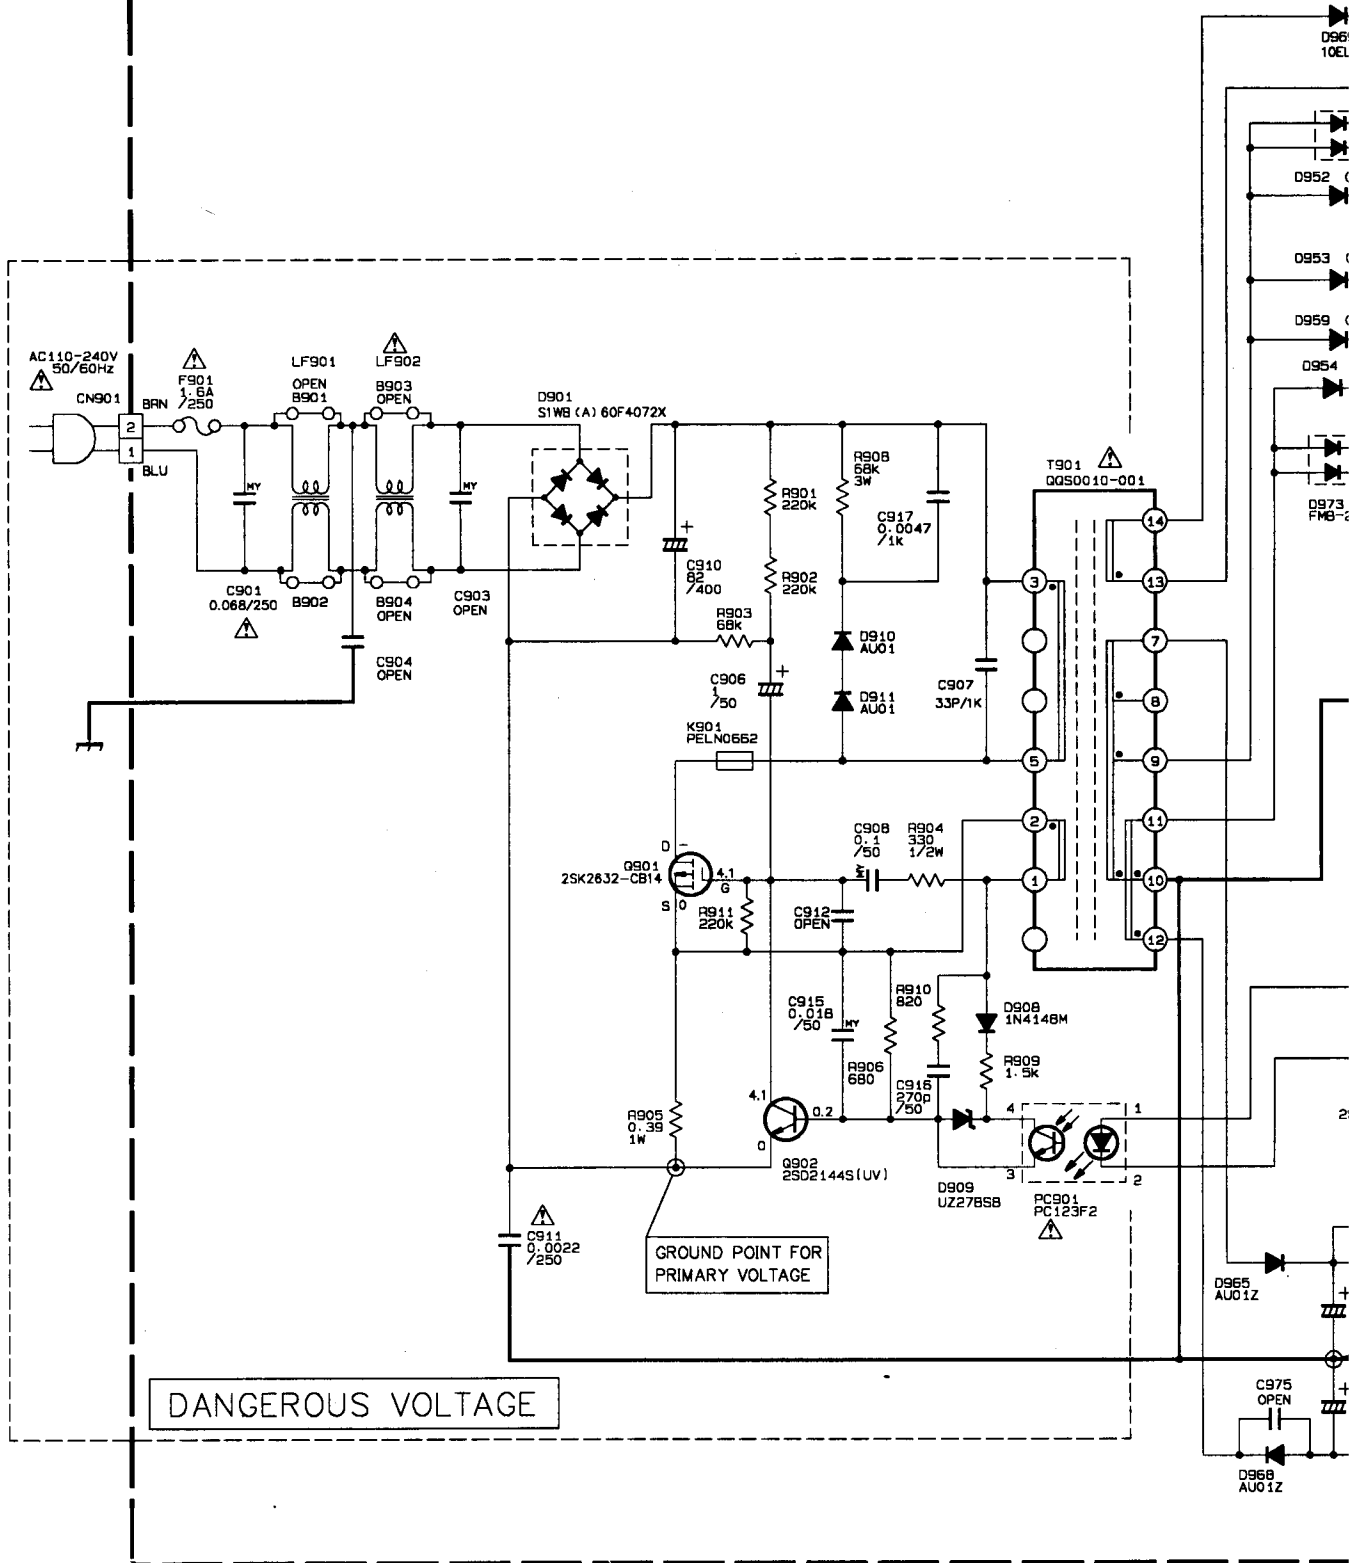 D969
10EL
D952
D953
D959
D954
AC110-240V
50/60Hz
CN901
F901
1.6A
/250
BRN
2
1
BLU
LF901
OPEN
B901
LF902
B903
OPEN
D901
S1WB(A)60F4072X
MY
MY
C901
0.068/250
B902
B904
OPEN
C903
OPEN
C904
OPEN
+
C910
82
/400
R901
220k
R902
220k
R903
68k
R908
68k
3W
C917
0.0047
/1k
D910
AU01
D911
AU01
C906
1
/50
+
K901
PELN0662
C907
33P/1K
T901
QQS0010-001
14
3
13
7
8
5
9
2
11
1
10
12
D973
FMB-2
D -
Q901
2SK2632-CB14
4.1
G
S 0
R911
220k
C908
0.1
/50
MY
R904
330
1/2W
C912
OPEN
C915
0.018
/50
MY
R910
820
D908
1N4148M
R906
680
C916
270p
/50
R909
1.5k
R905
0.39
1W
4.1
0.2
0
Q902
2SD2144S(UV)
D909
UZ27BSB
4
1
3
2
PC901
PC123F2
C911
0.0022
/250
GROUND POINT FOR
PRIMARY VOLTAGE
D965
AU01Z
+
C975
OPEN
+
D968
AU01Z
DANGEROUS VOLTAGE